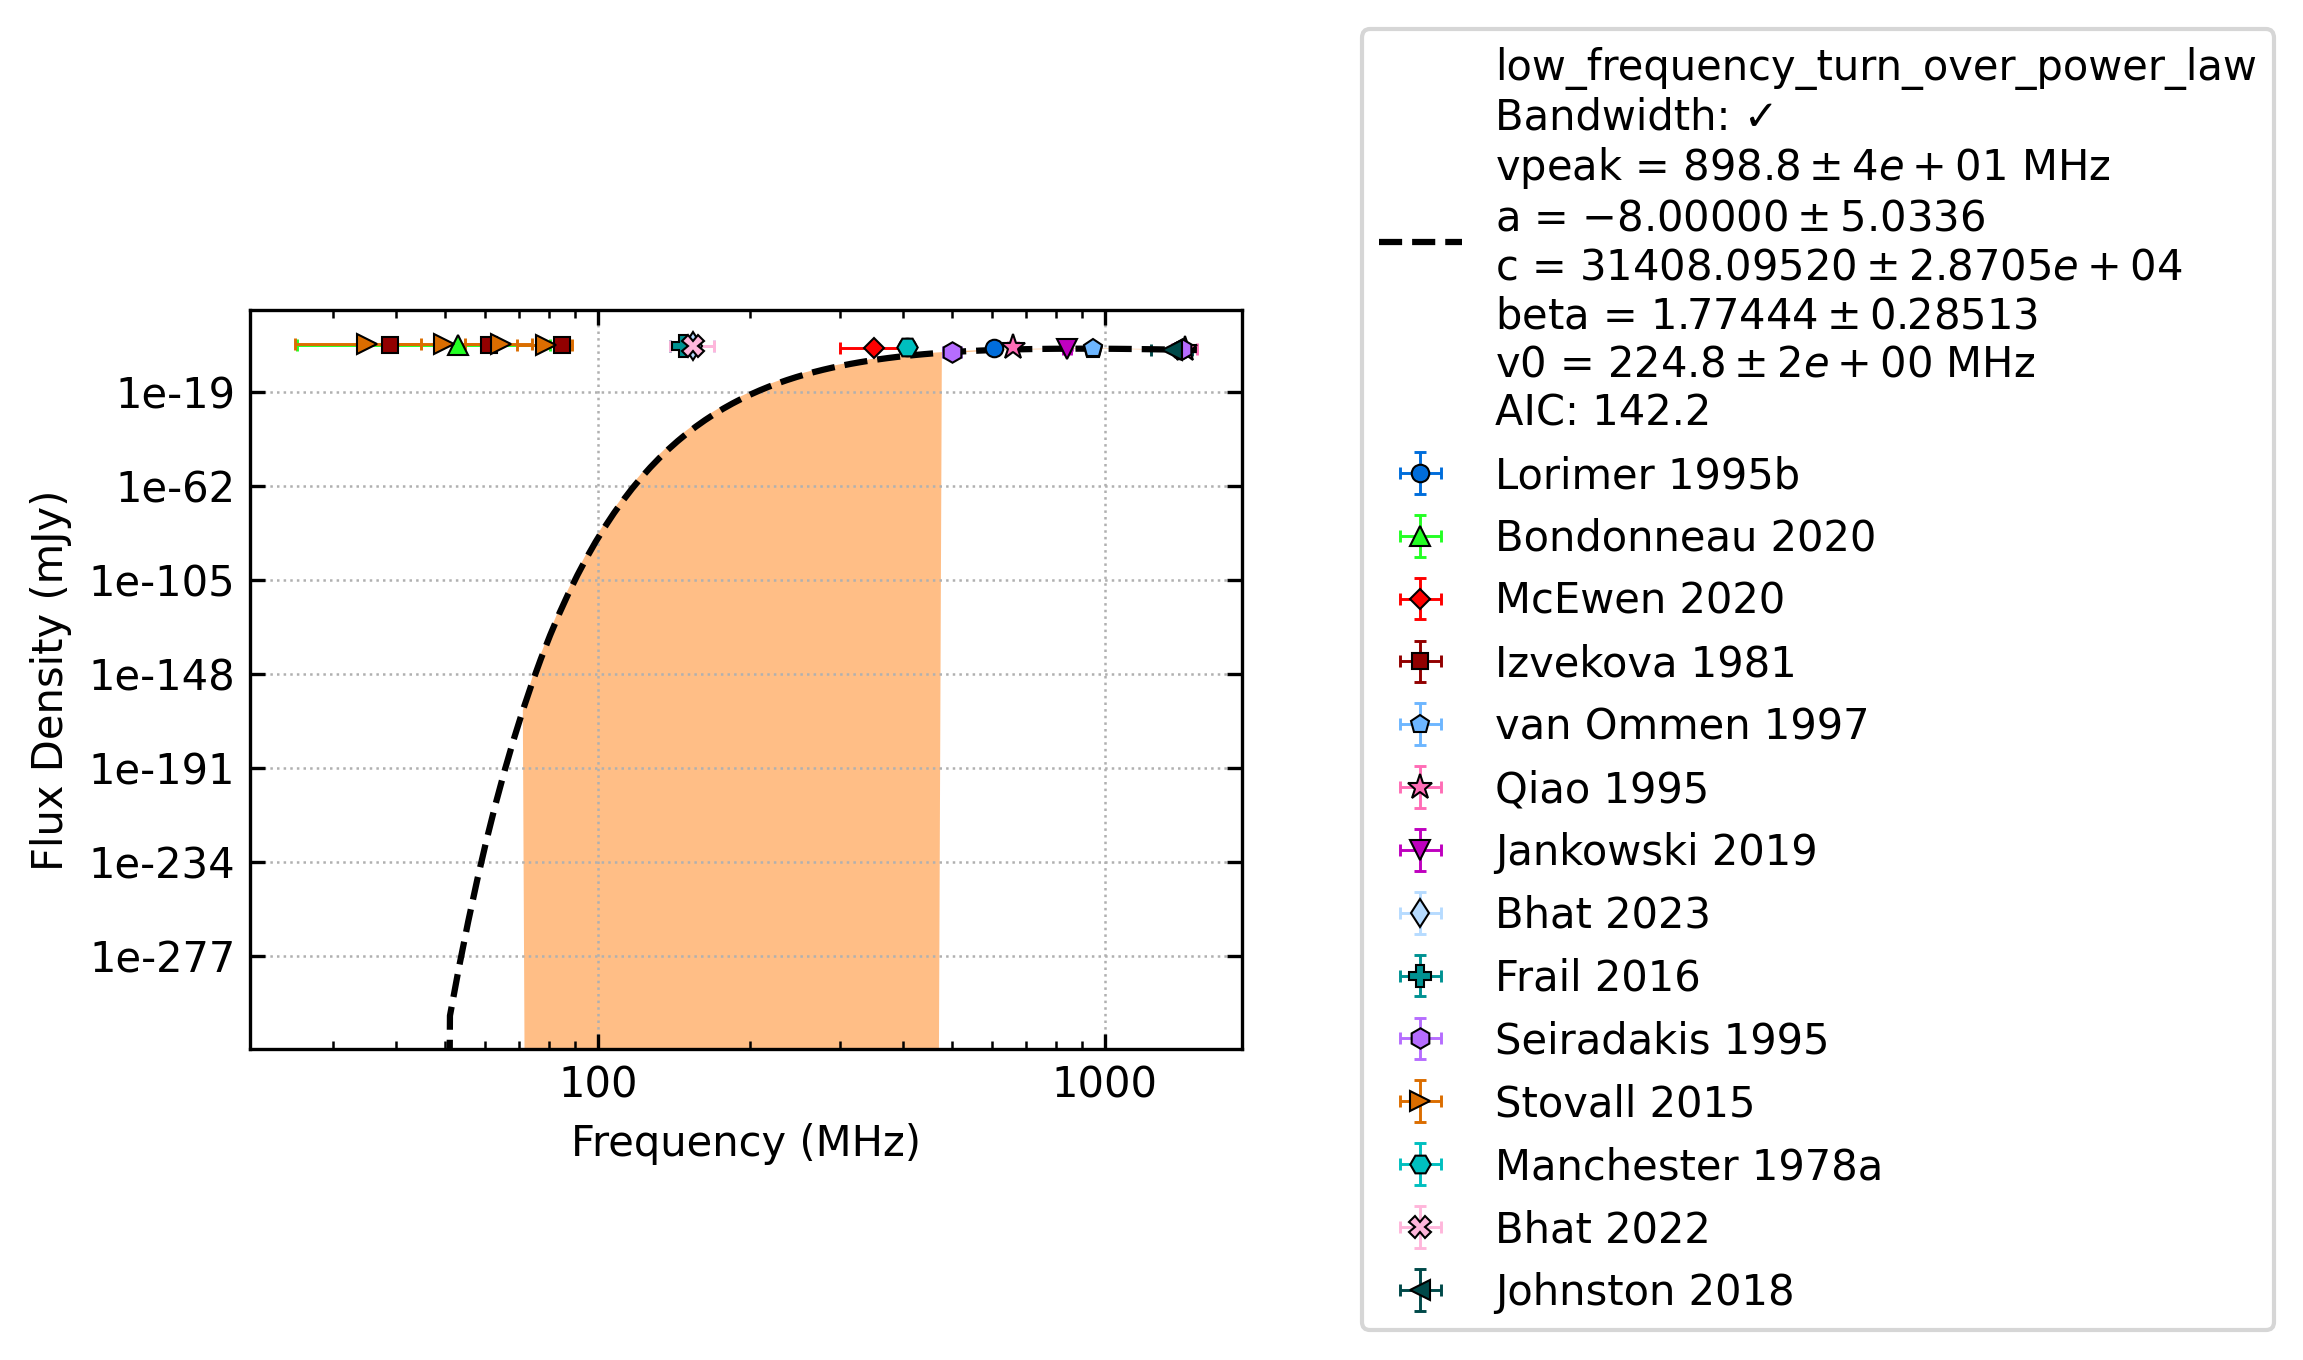 low_frequency_turn_over_power_law
Bandwidth: ✓
vpeak = 898.8 ± 4e + 01 MHz
a = −8.00000 ± 5.0336
c = 31408.09520 ± 2.8705e + 04
beta = 1.77444 ± 0.28513
v0 = 224.8 ± 2e + 00 MHz
AIC: 142.2
Lorimer 1995b
Bondonneau 2020
McEwen 2020
Izvekova 1981
van Ommen 1997
Qiao 1995
Jankowski 2019
Bhat 2023
Frail 2016
Seiradakis 1995
Stovall 2015
Manchester 1978a
Bhat 2022
Johnston 2018
Flux Density (mJy)
1e-19
1e-62
1e-105
1e-148
1e-191
1e-234
1e-277
100
1000
Frequency (MHz)